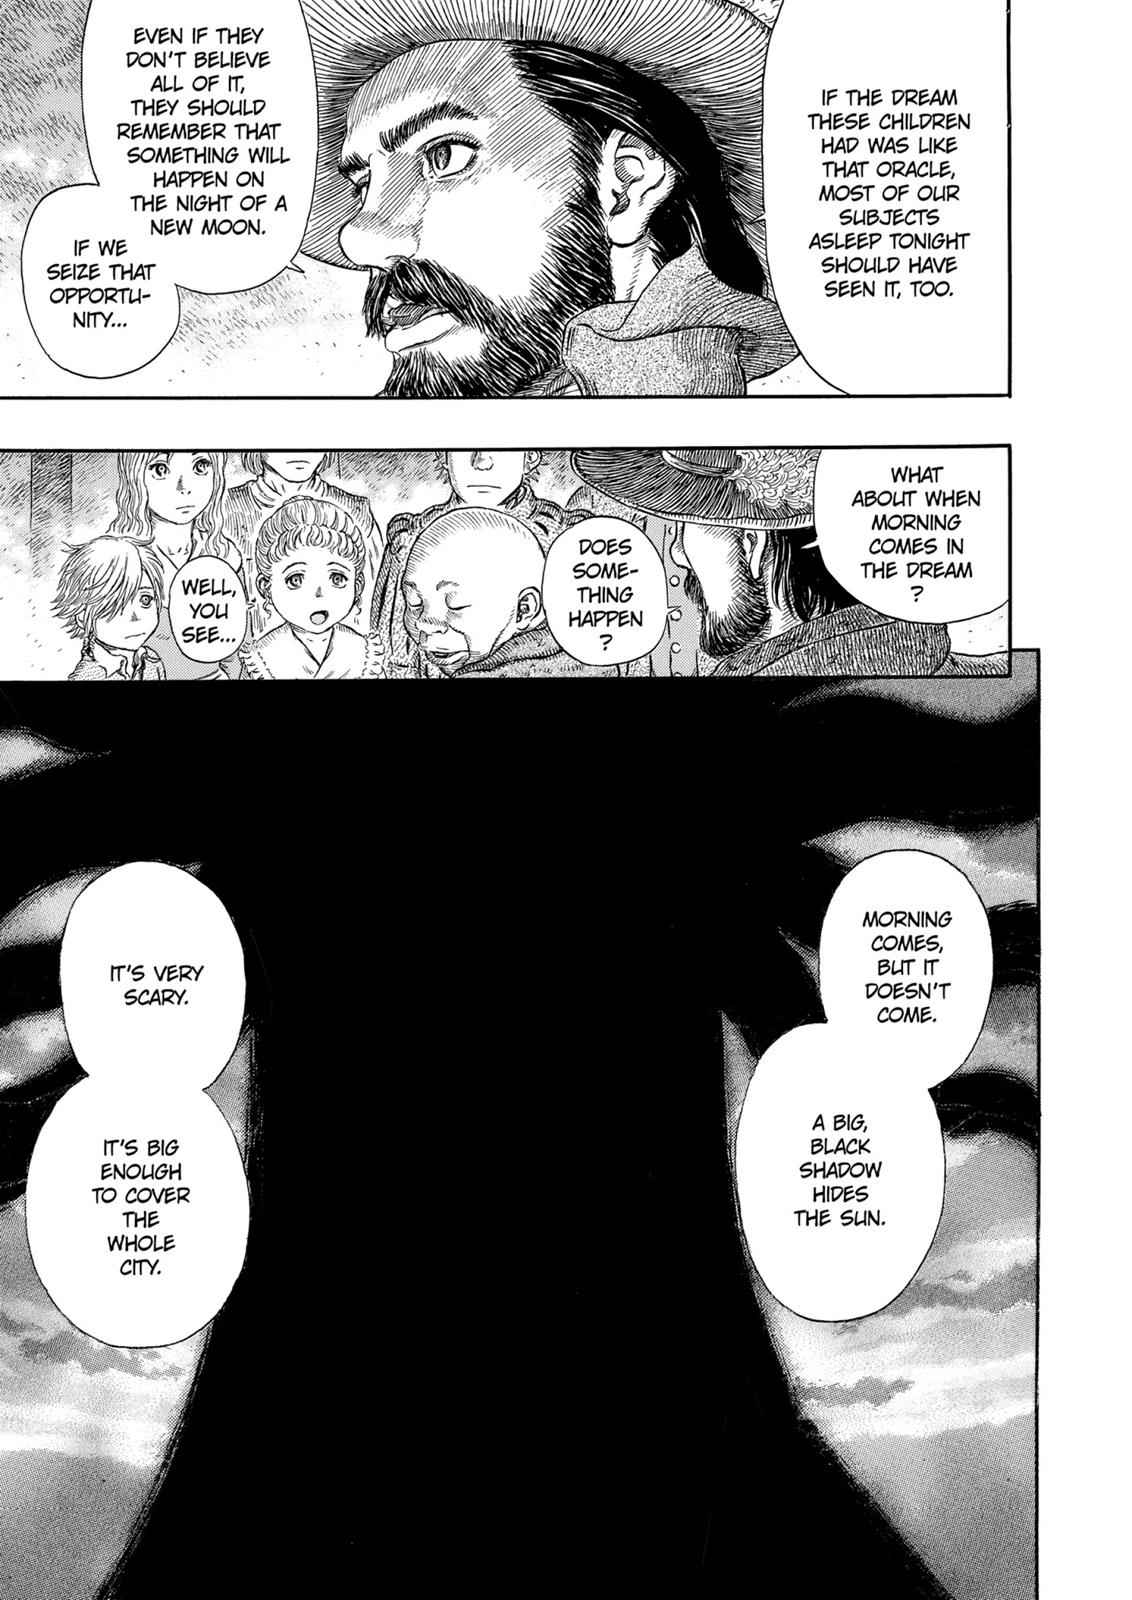 IF THE DREAM
THESE CHILDREN
HAD WAS LIKE
THAT ORACLE,
MOST OF OUR
SUBJECTS
ASLEEP TONIGHT
SHOULD HAVE
SEEN IT, TOO.
EVEN IF THEY
DON'T BELIEVE
ALL OF IT,
THEY SHOULD
REMEMBER THAT
SOMETHING WILL
HAPPEN ON
THE NIGHT OF A
NEW MOON.
IF WE
SEIZE THAT
OPPORTU-
NITY...
WHAT
ABOUT WHEN
MORNING
COMES IN
THE DREAM
?
DOES
SOME-
THING
HAPPEN
?
WELL,
YOU
SEE...
MORNING
COMES,
BUT IT
DOESN'T
COME.
A BIG,
BLACK
SHADOW
HIDES
THE SUN.
IT'S VERY
SCARY.
IT'S BIG
ENOUGH
TO COVER
THE
WHOLE
CITY.